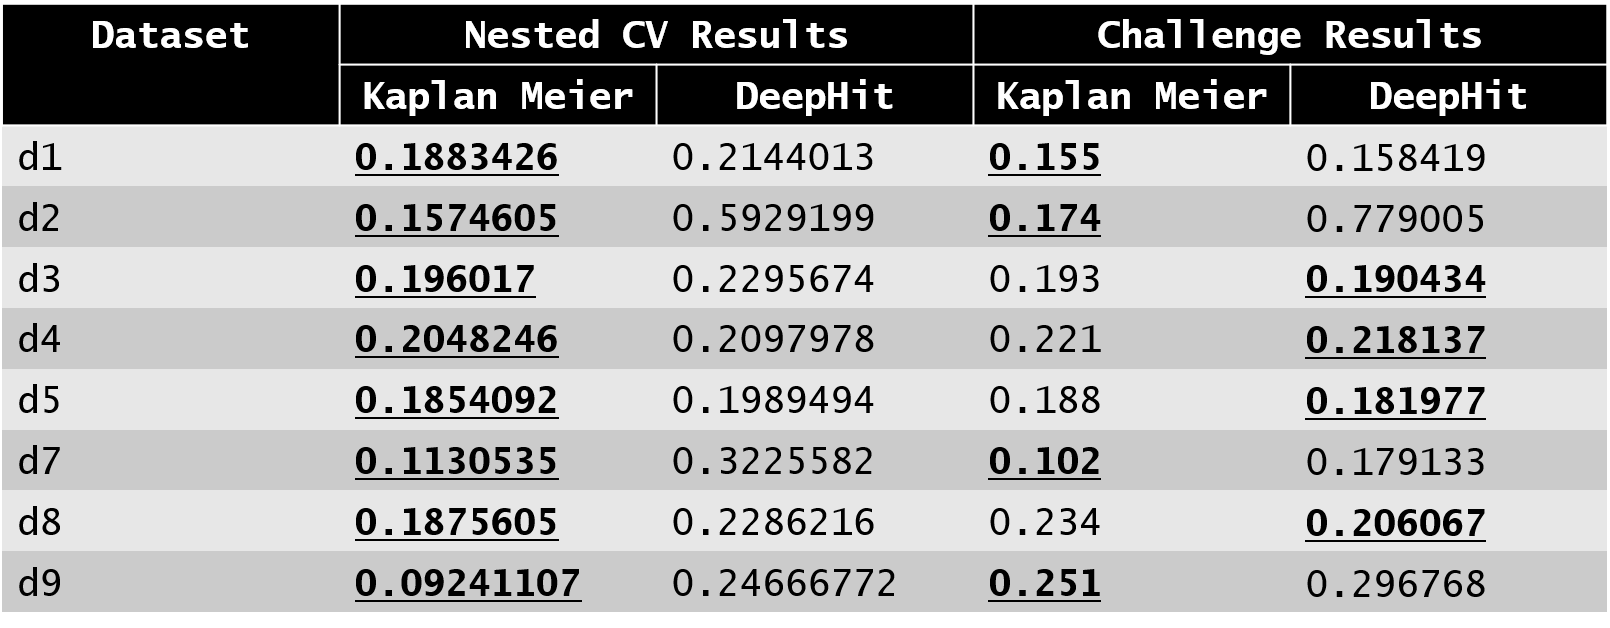 Dataset Nested CV Results Challenge Results
Kaplan Meier DeepHit Kaplan Meier DeepHit
d1 0.1883426 0.2144013 0.155 0.158419
d2 0.1574605 0.5929199 0.174 0.779005
d3 0.196017 0.2295674 0.193 0.190434
d4 0.2048246 0.2097978 0.221 0.218137
d5 0.1854092 0.1989494 0.188 0.181977
d7 0.1130535 0.3225582 0.102 0.179133
d8 0.1875605 0.2286216 0.234 0.206067
d9 0.09241107 0.24666772 0.251 0.296768